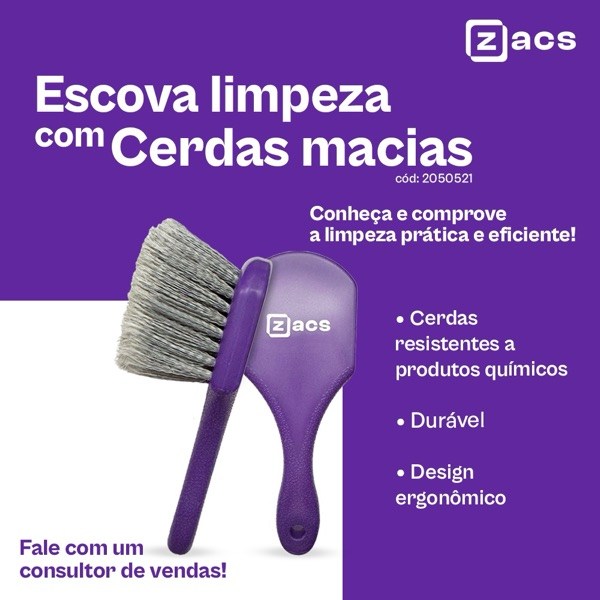 zacs
Escova limpeza
com Cerdas macias
cód: 2050521
Conheça e comprove
a limpeza prática e eficiente!
zacs
• Cerdas
resistentes a
produtos químicos
• Durável
• Design
ergonômico
Fale com um
consultor de vendas!